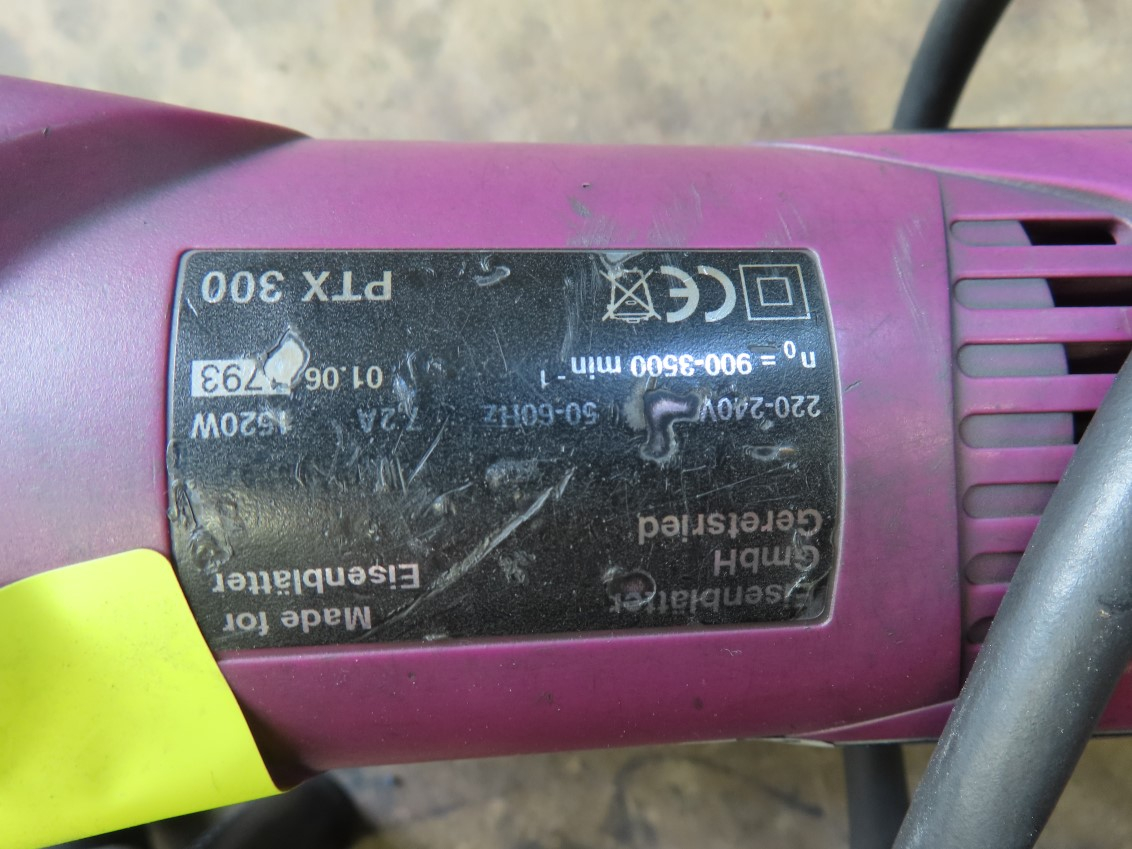 Eisenblätter
GmbH
Geretsried
Made for
Eisenblätter
220-240V 50-60Hz 7.2A 1520W
n₀ = 900-3500 min⁻¹ 01.06
CE PTX 300